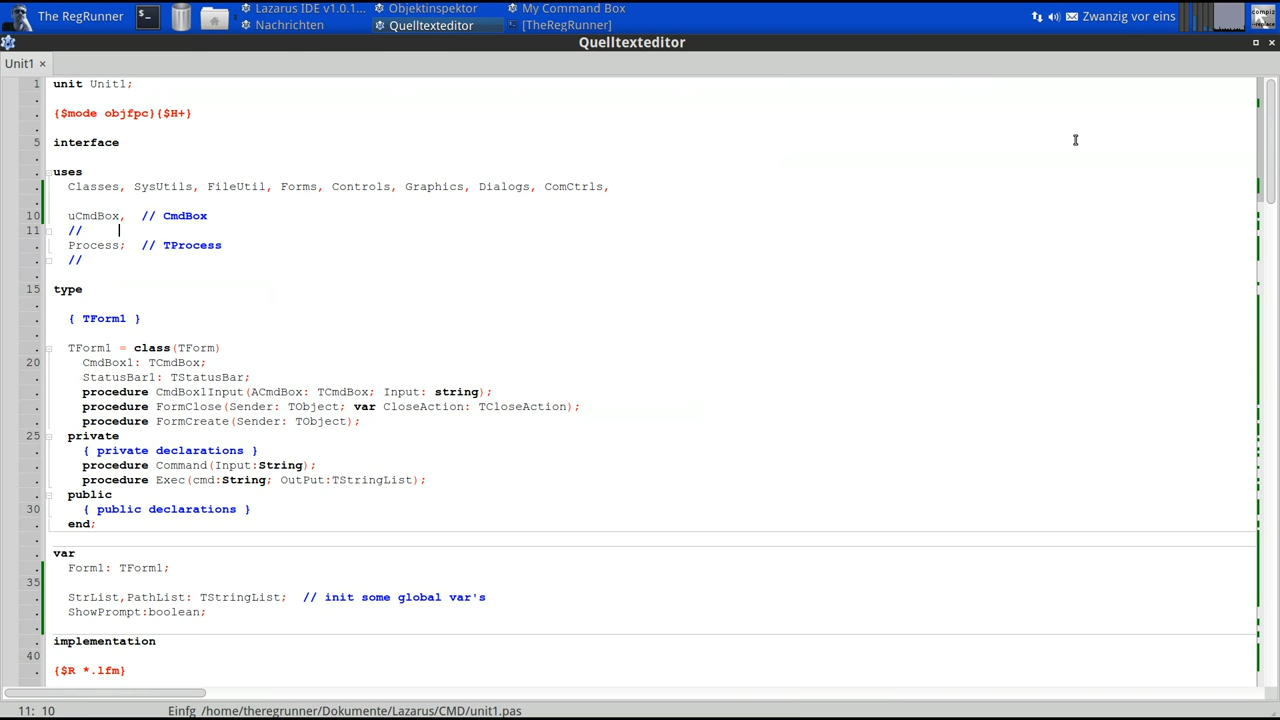 The RegRunner
Lazarus IDE v1.0.1...
Nachrichten
Objektinspektor
Quelltexteditor
My Command Box
[TheRegRunner]
Zwanzig vor eins
compiz
--replace
Quelltexteditor
Unit1 ×
1 unit Unit1;
. {$mode objfpc}{$H+}
5 interface
. uses
. Classes, SysUtils, FileUtil, Forms, Controls, Graphics, Dialogs, ComCtrls,
10 uCmdBox, // CmdBox
11 //
. Process; // TProcess
. //
15 type
. { TForm1 }
. TForm1 = class(TForm)
20 CmdBox1: TCmdBox;
. StatusBar1: TStatusBar;
. procedure CmdBox1Input(ACmdBox: TCmdBox; Input: string);
. procedure FormClose(Sender: TObject; var CloseAction: TCloseAction);
. procedure FormCreate(Sender: TObject);
25 private
. { private declarations }
. procedure Command(Input:String);
. procedure Exec(cmd:String; OutPut:TStringList);
. public
30 { public declarations }
. end;
. var
. Form1: TForm1;
35
. StrList,PathList: TStringList; // init some global var's
. ShowPrompt:boolean;
. implementation
40
. {$R *.lfm}
11: 10 Einfg /home/theregrunner/Dokumente/Lazarus/CMD/unit1.pas